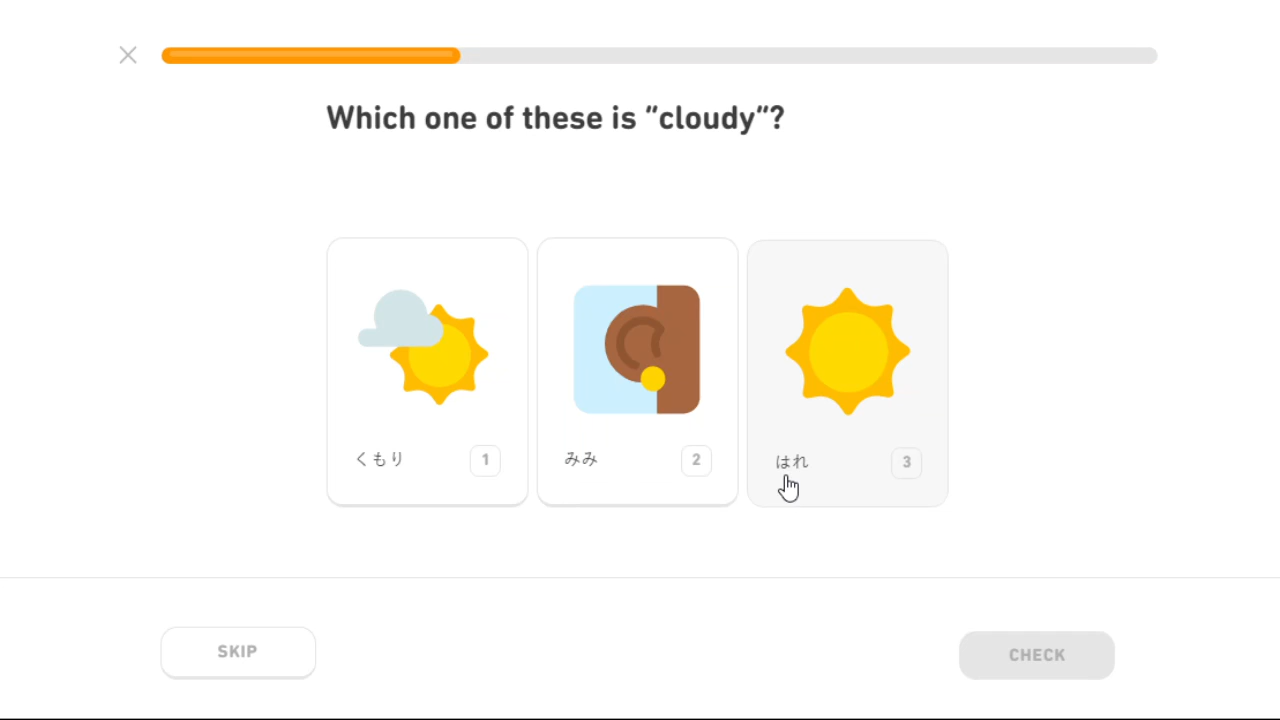 Which one of these is “cloudy”?
くもり 1
みみ 2
はれ 3
SKIP
CHECK